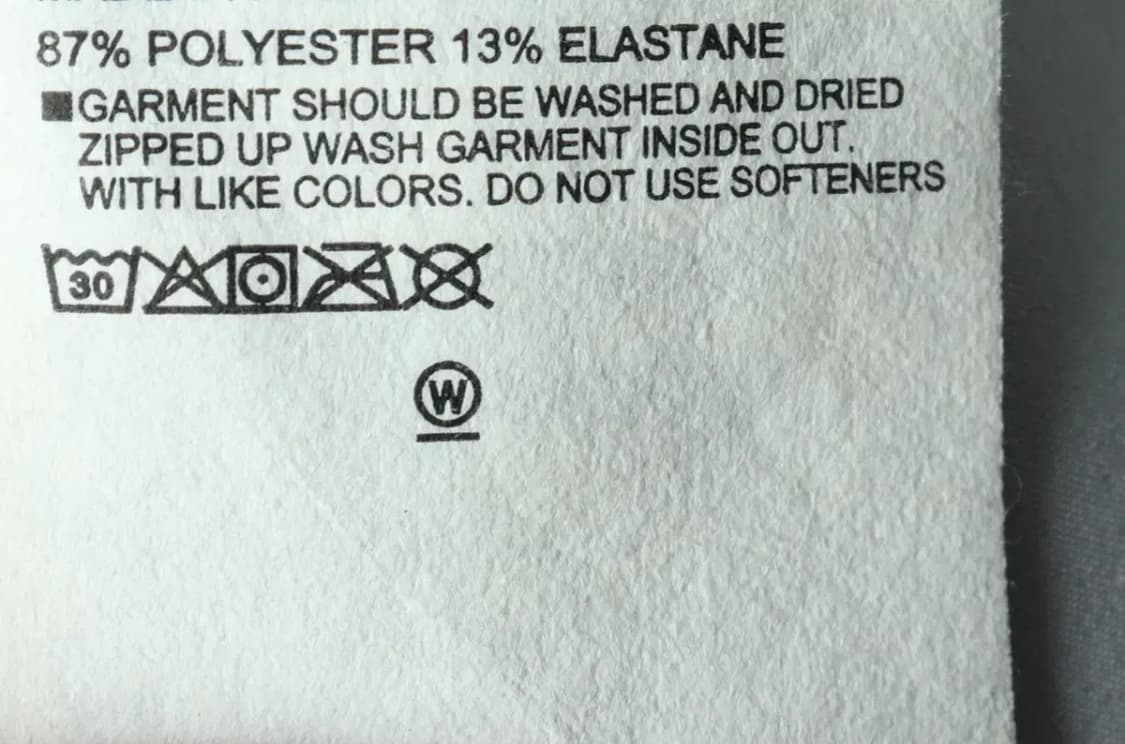 87% POLYESTER 13% ELASTANE
■GARMENT SHOULD BE WASHED AND DRIED
ZIPPED UP WASH GARMENT INSIDE OUT.
WITH LIKE COLORS. DO NOT USE SOFTENERS
30
W